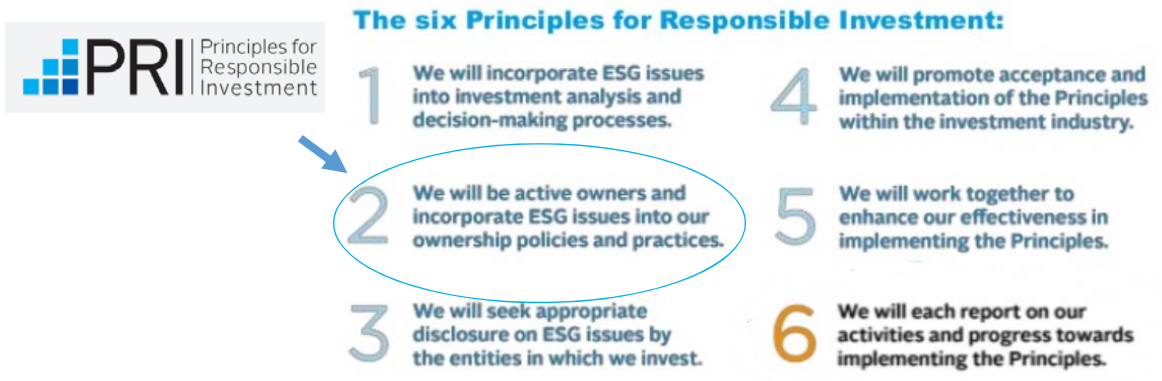 The six Principles for Responsible Investment:
PRI
Principles for
Responsible
Investment
1
We will incorporate ESG issues
into investment analysis and
decision-making processes.
2
We will be active owners and
incorporate ESG issues into our
ownership policies and practices.
3
We will seek appropriate
disclosure on ESG issues by
the entities in which we invest.
4
We will promote acceptance and
implementation of the Principles
within the investment industry.
5
We will work together to
enhance our effectiveness in
implementing the Principles.
6
We will each report on our
activities and progress towards
implementing the Principles.